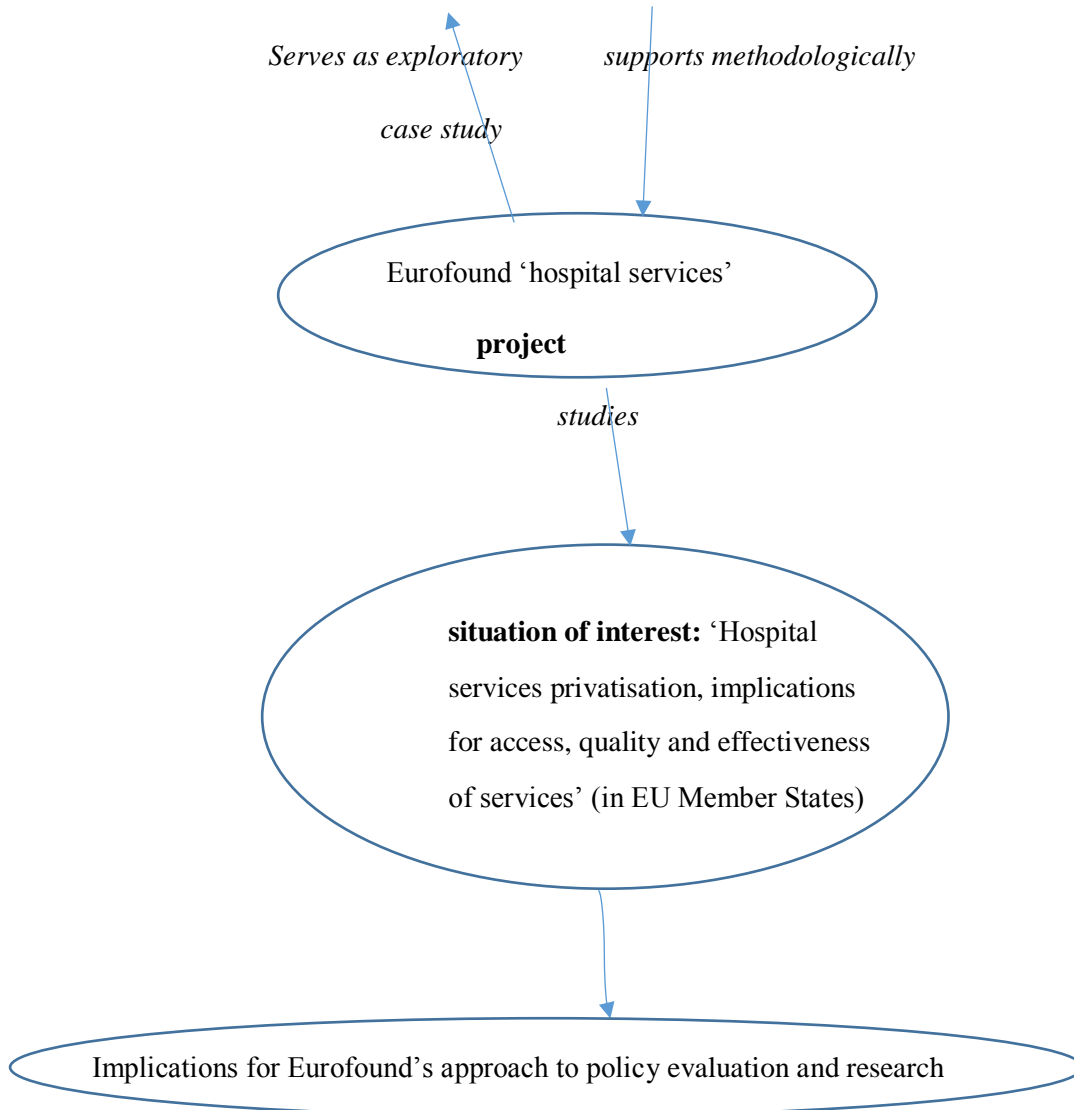 Serves as exploratory supports methodologically
case study
Eurofound ‘hospital services’
project
studies
situation of interest: ‘Hospital
services privatisation, implications
for access, quality and effectiveness
of services’ (in EU Member States)
Implications for Eurofound’s approach to policy evaluation and research